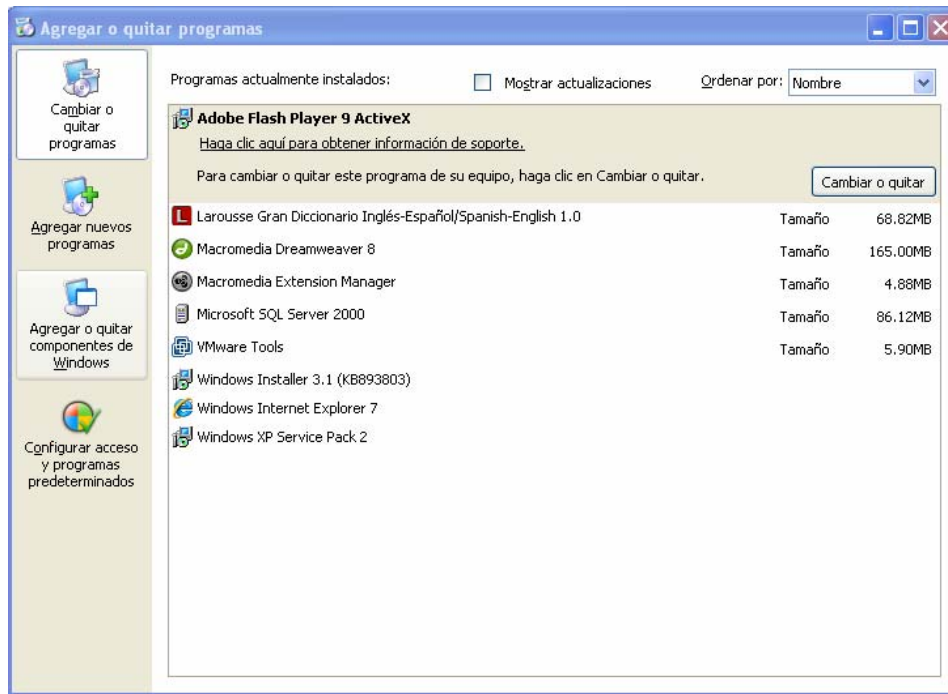 Agregar o quitar programas
Cambiar o
quitar
programas
Agregar nuevos
programas
Agregar o quitar
componentes de
Windows
Configurar acceso
y programas
predeterminados
Programas actualmente instalados:
Mostrar actualizaciones
Ordenar por: Nombre
Adobe Flash Player 9 ActiveX
Haga clic aquí para obtener información de soporte.
Para cambiar o quitar este programa de su equipo, haga clic en Cambiar o quitar.
Cambiar o quitar
Larousse Gran Diccionario Inglés-Español/Spanish-English 1.0 Tamaño 68.82MB
Macromedia Dreamweaver 8 Tamaño 165.00MB
Macromedia Extension Manager Tamaño 4.88MB
Microsoft SQL Server 2000 Tamaño 86.12MB
VMware Tools Tamaño 5.90MB
Windows Installer 3.1 (KB893803)
Windows Internet Explorer 7
Windows XP Service Pack 2